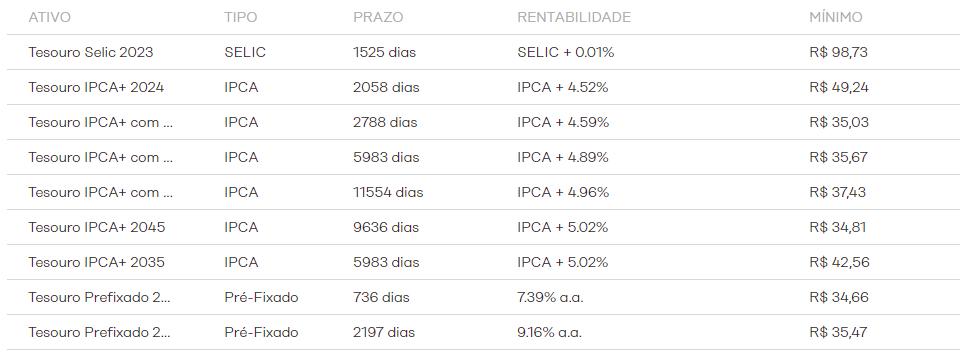 ATIVO TIPO PRAZO RENTABILIDADE MÍNIMO
Tesouro Selic 2023 SELIC 1525 dias SELIC + 0.01% R$ 98,73
Tesouro IPCA+ 2024 IPCA 2058 dias IPCA + 4.52% R$ 49,24
Tesouro IPCA+ com ... IPCA 2788 dias IPCA + 4.59% R$ 35,03
Tesouro IPCA+ com ... IPCA 5983 dias IPCA + 4.89% R$ 35,67
Tesouro IPCA+ com ... IPCA 11554 dias IPCA + 4.96% R$ 37,43
Tesouro IPCA+ 2045 IPCA 9636 dias IPCA + 5.02% R$ 34,81
Tesouro IPCA+ 2035 IPCA 5983 dias IPCA + 5.02% R$ 42,56
Tesouro Prefixado 2... Pré-Fixado 736 dias 7.39% a.a. R$ 34,66
Tesouro Prefixado 2... Pré-Fixado 2197 dias 9.16% a.a. R$ 35,47